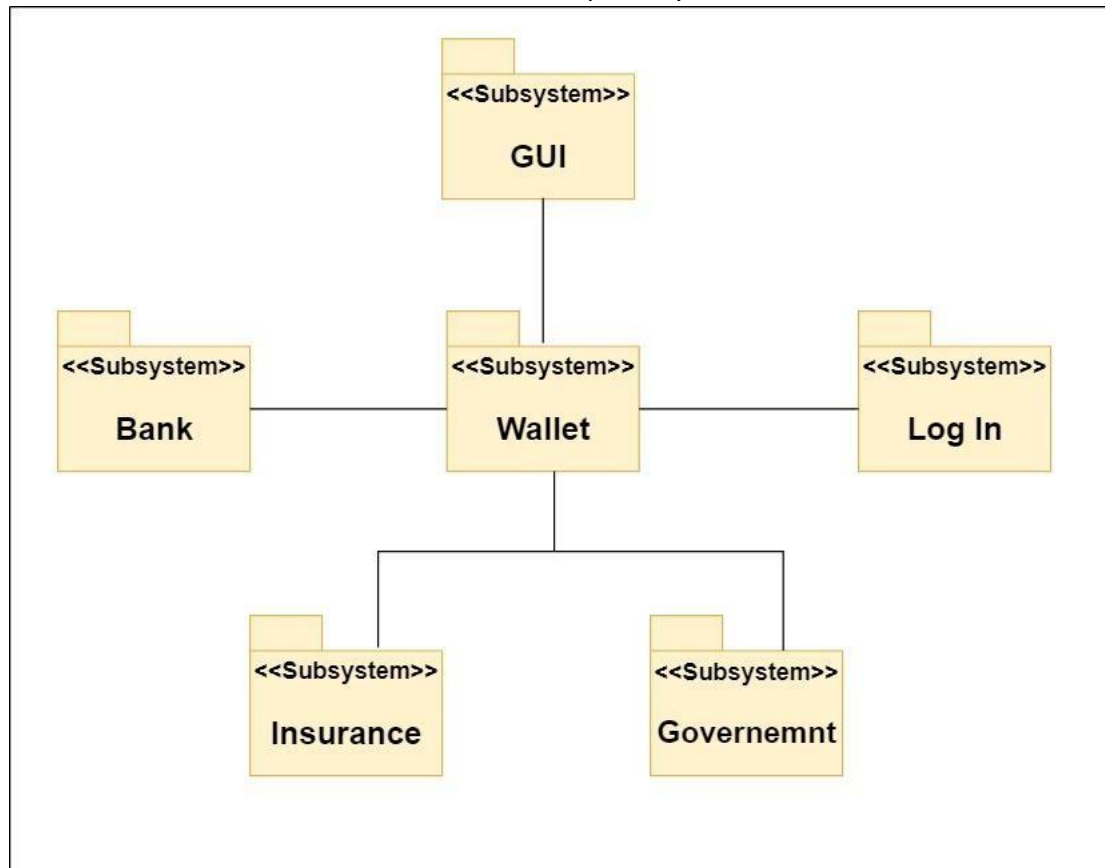 <<Subsystem>>
GUI
<<Subsystem>>
Bank
<<Subsystem>>
Wallet
<<Subsystem>>
Log In
<<Subsystem>>
Insurance
<<Subsystem>>
Governemnt